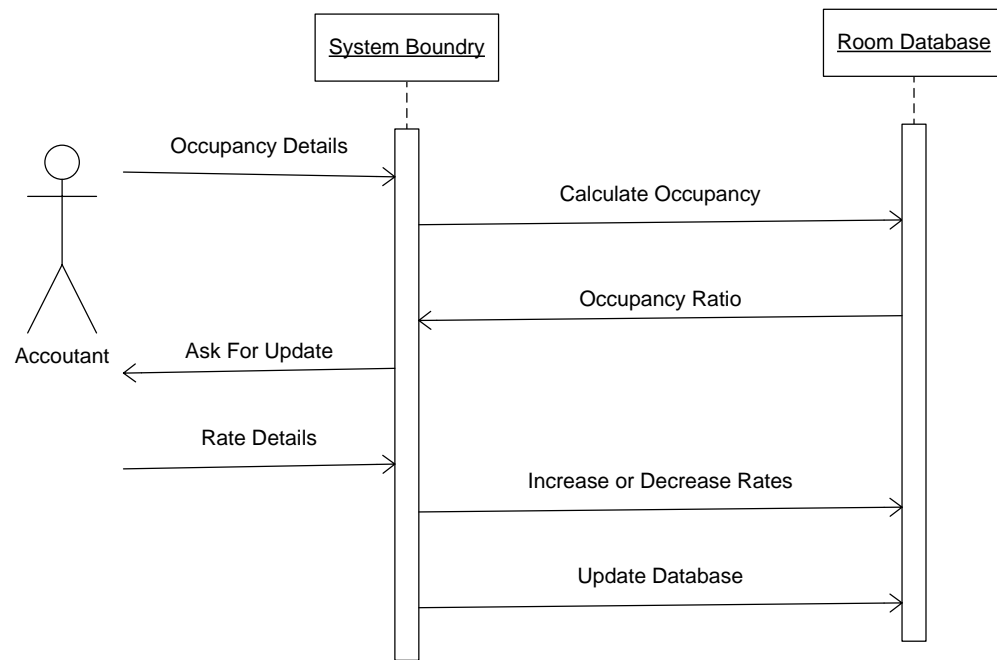 System Boundry
Room Database
Occupancy Details
Calculate Occupancy
Occupancy Ratio
Accoutant
Ask For Update
Rate Details
Increase or Decrease Rates
Update Database